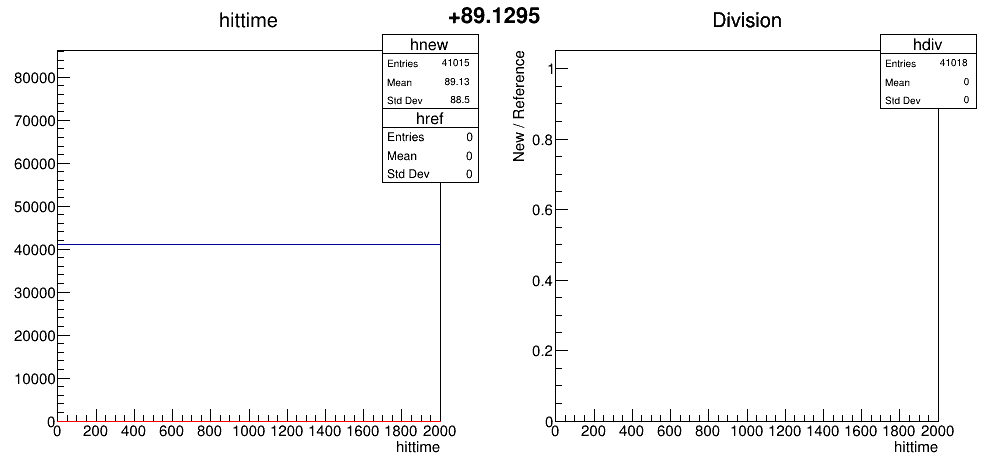 +89.1295
hittime
hnew
Entries 41015
Mean 89.13
Std Dev 88.5
href
Entries 0
Mean 0
Std Dev 0
80000
70000
60000
50000
40000
30000
20000
10000
0
0 200 400 600 800 1000 1200 1400 1600 1800 2000
hittime
Division
hdiv
Entries 41018
Mean 0
Std Dev 0
New / Reference
1
0.8
0.6
0.4
0.2
0
0 200 400 600 800 1000 1200 1400 1600 1800 2000
hittime